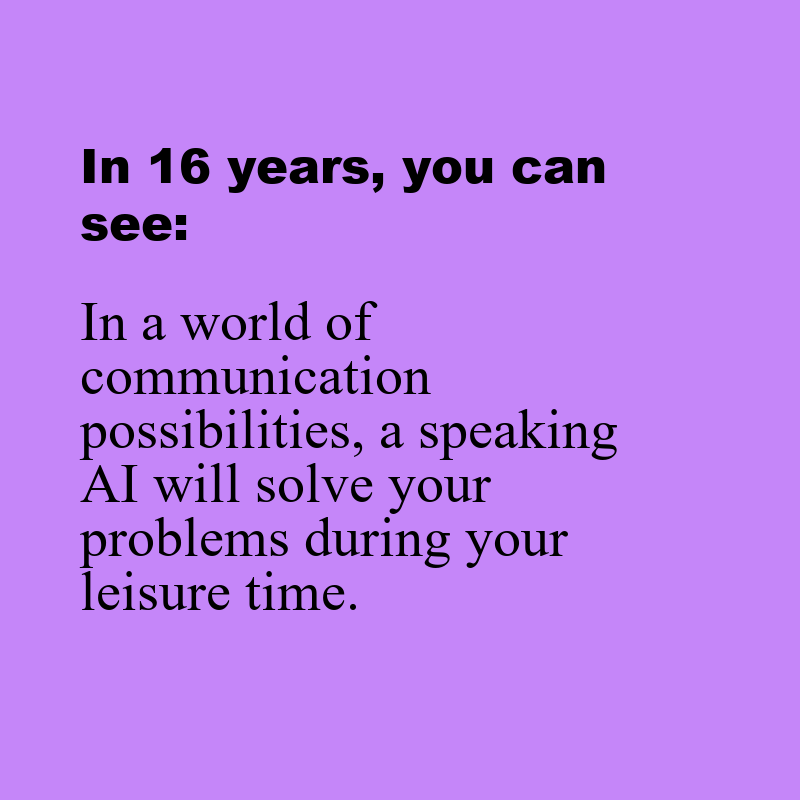 In 16 years, you can
see:
In a world of
communication
possibilities, a speaking
AI will solve your
problems during your
leisure time.